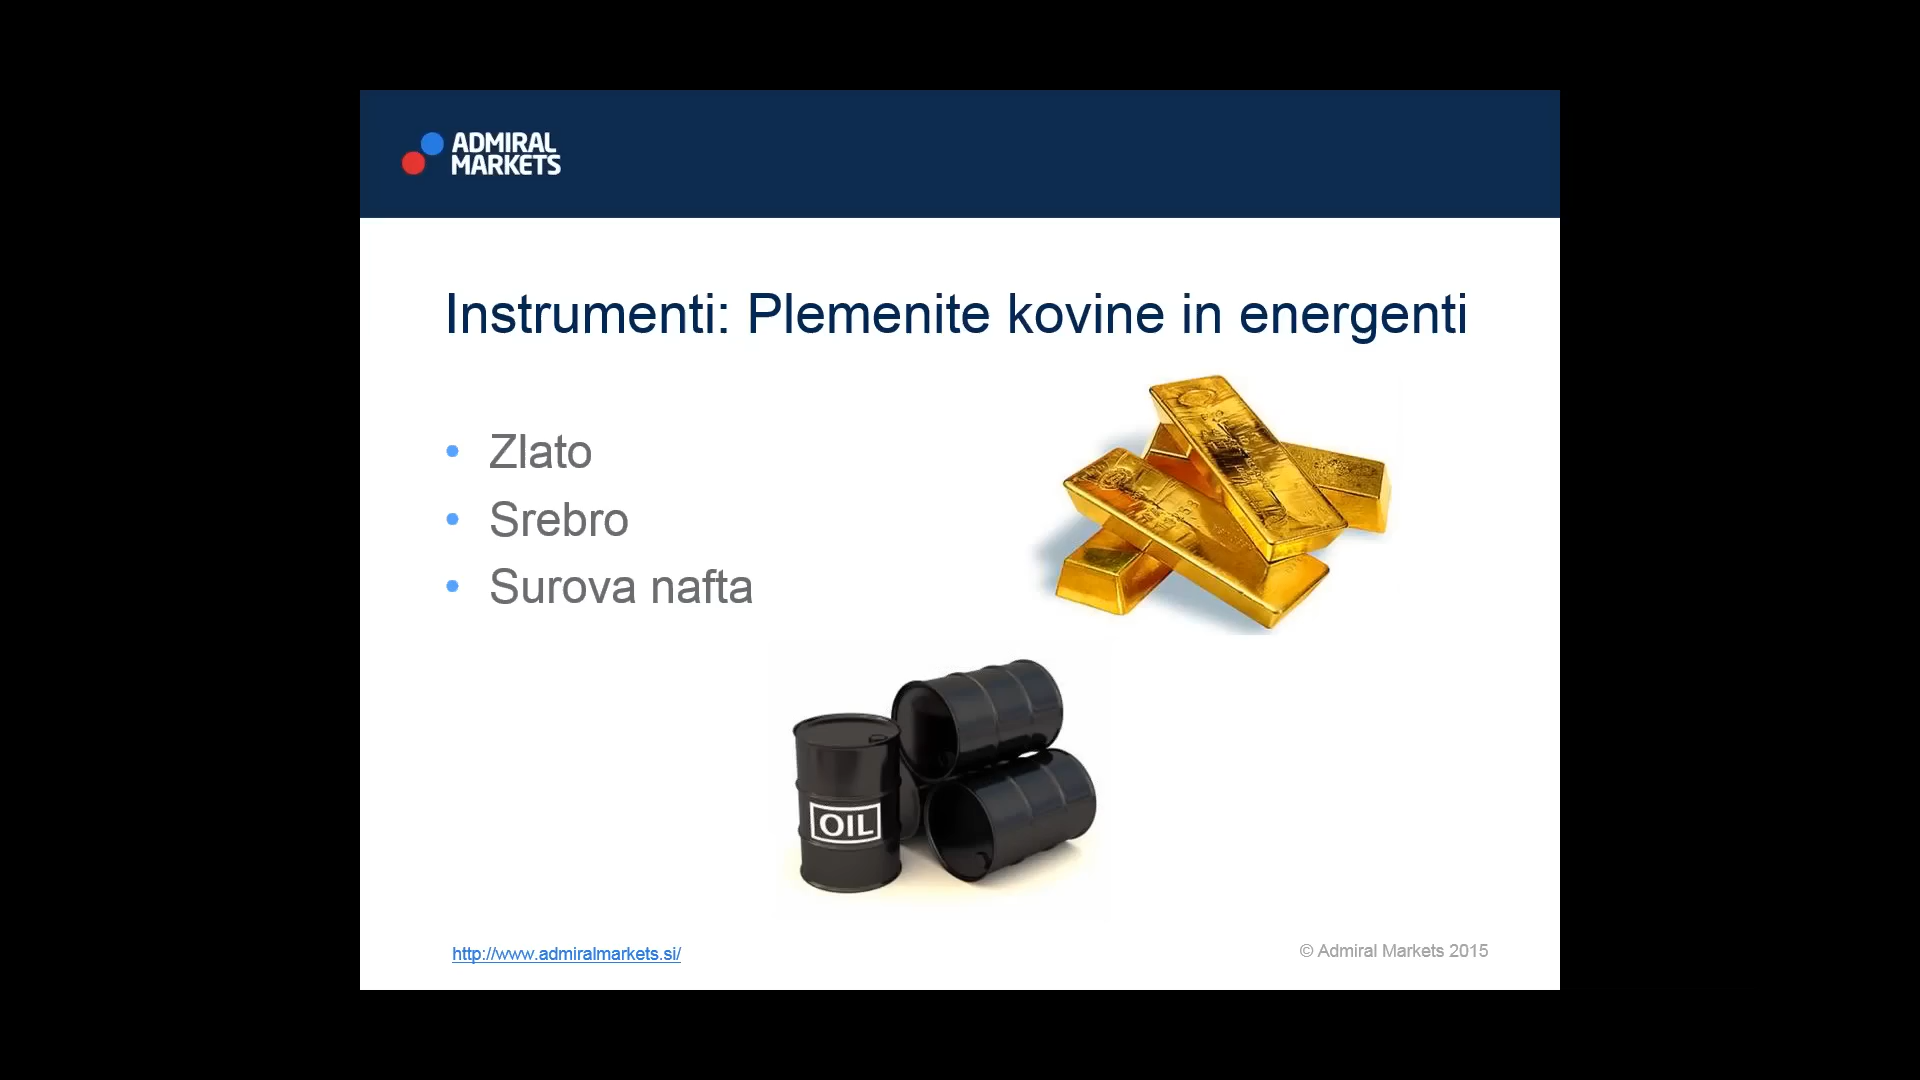 ADMIRAL
MARKETS
Instrumenti: Plemenite kovine in energenti
• Zlato
• Srebro
• Surova nafta
OIL
http://www.admiralmarkets.si/
© Admiral Markets 2015